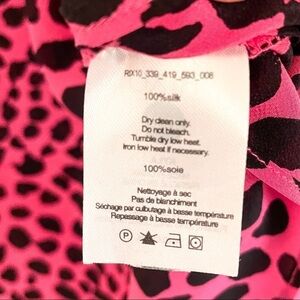 RIX10_339_419_593_008
100%silk
Dry clean only.
Do not bleach.
Tumble dry low heat.
Iron low heat if necessary.
100%soie
Nettoyage à sec
Pas de blanchiment
Séchage par culbutage à basse température
Repassage à basse température
P